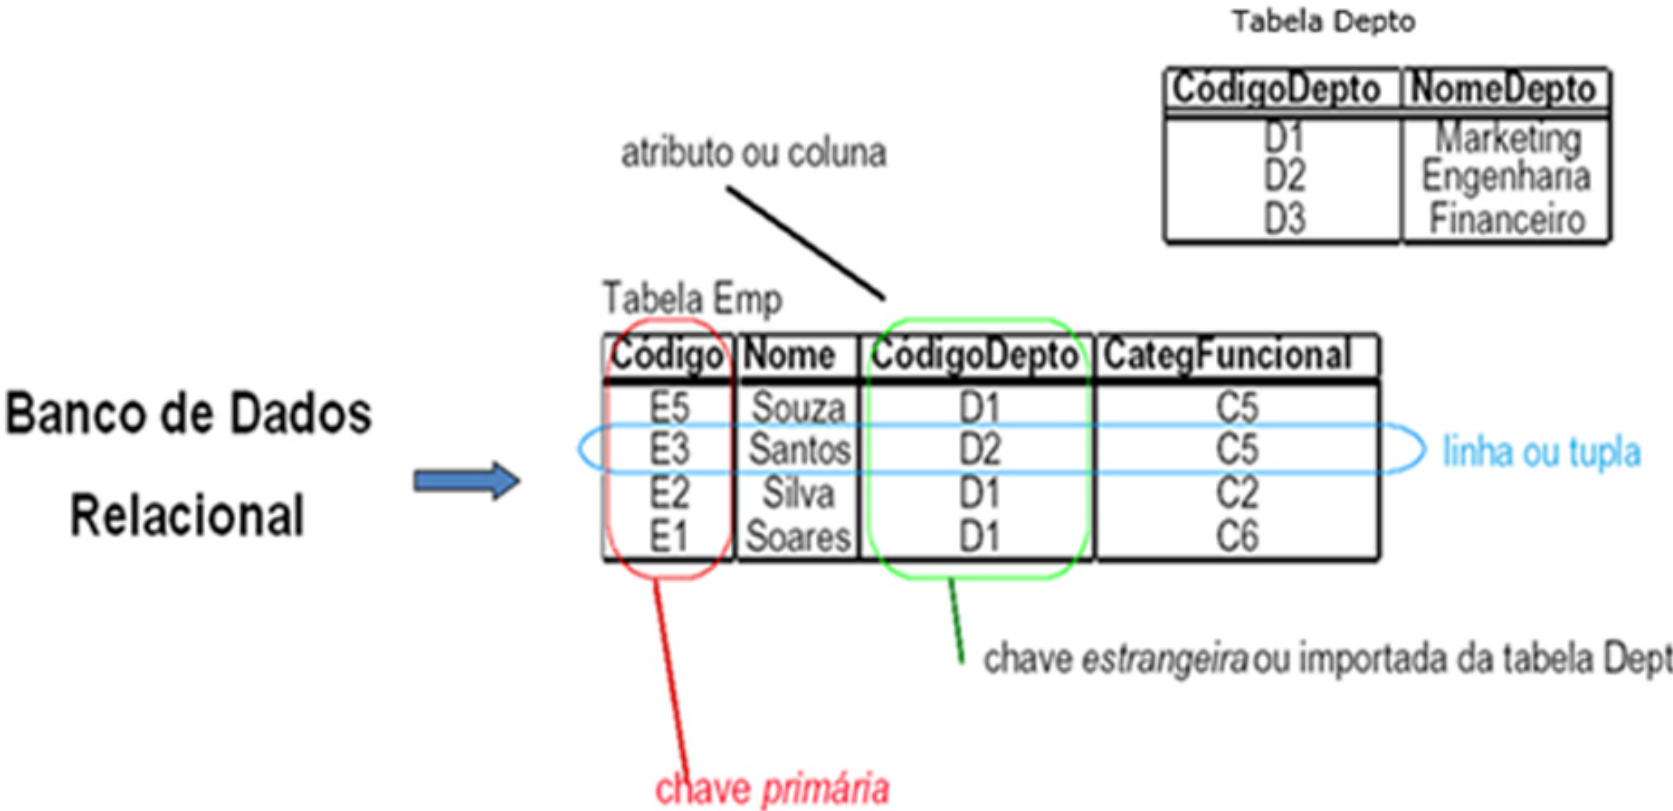 Tabela Depto
CódigoDepto NomeDepto
D1 Marketing
D2 Engenharia
D3 Financeiro
atributo ou coluna
Tabela Emp
Código Nome CódigoDepto CategFuncional
E5 Souza D1 C5
E3 Santos D2 C5
E2 Silva D1 C2
E1 Soares D1 C6
Banco de Dados
Relacional
linha ou tupla
chave estrangeira ou importada da tabela Dept
chave primária